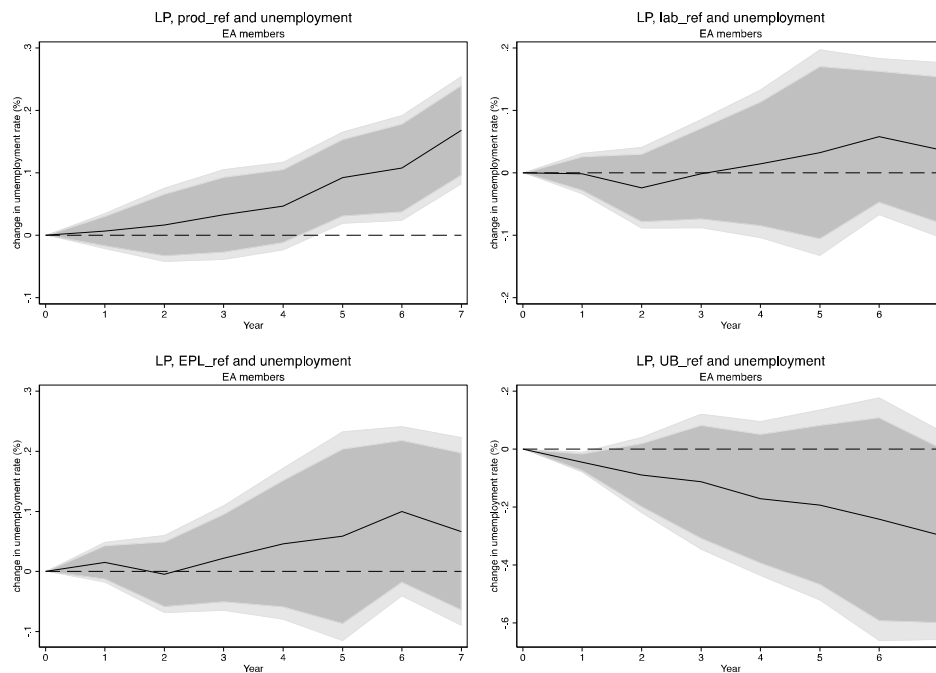 LP, prod_ref and unemployment
EA members
change in umemployment rate (%)
.3
.2
.1
0
-.1
0 1 2 3 4 5 6 7
Year
LP, lab_ref and unemployment
EA members
change in unemployment rate (%)
.2
.1
0
-.1
-.2
0 1 2 3 4 5 6
Year
LP, EPL_ref and unemployment
EA members
change in unemployment rate (%)
.3
.2
.1
0
-.1
0 1 2 3 4 5 6 7
Year
LP, UB_ref and unemployment
EA members
change in unemployment rate (%)
.2
0
-.2
-.4
-.6
0 1 2 3 4 5 6
Year